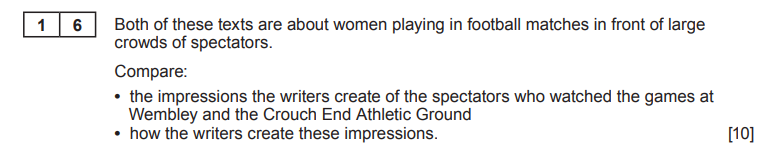 1 6 Both of these texts are about women playing in football matches in front of large
crowds of spectators.
Compare:
• the impressions the writers create of the spectators who watched the games at
Wembley and the Crouch End Athletic Ground
• how the writers create these impressions. [10]